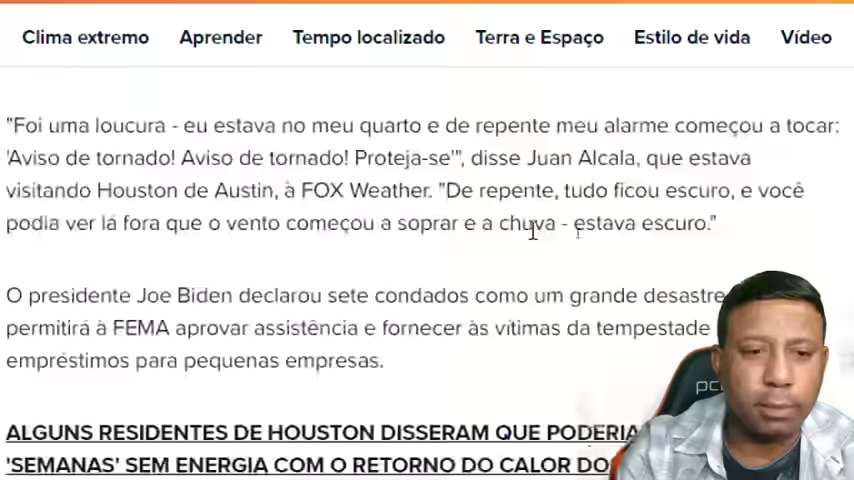 Clima extremo Aprender Tempo localizado Terra e Espaço Estilo de vida Vídeo
"Foi uma loucura - eu estava no meu quarto e de repente meu alarme começou a tocar:
'Aviso de tornado! Aviso de tornado! Proteja-se'", disse Juan Alcala, que estava
visitando Houston de Austin, à FOX Weather. "De repente, tudo ficou escuro, e você
podia ver lá fora que o vento começou a soprar e a chuva - estava escuro."
O presidente Joe Biden declarou sete condados como um grande desastre
permitirá à FEMA aprovar assistência e fornecer às vítimas da tempestade
empréstimos para pequenas empresas.
ALGUNS RESIDENTES DE HOUSTON DISSERAM QUE PODERIA
'SEMANAS' SEM ENERGIA COM O RETORNO DO CALOR DO